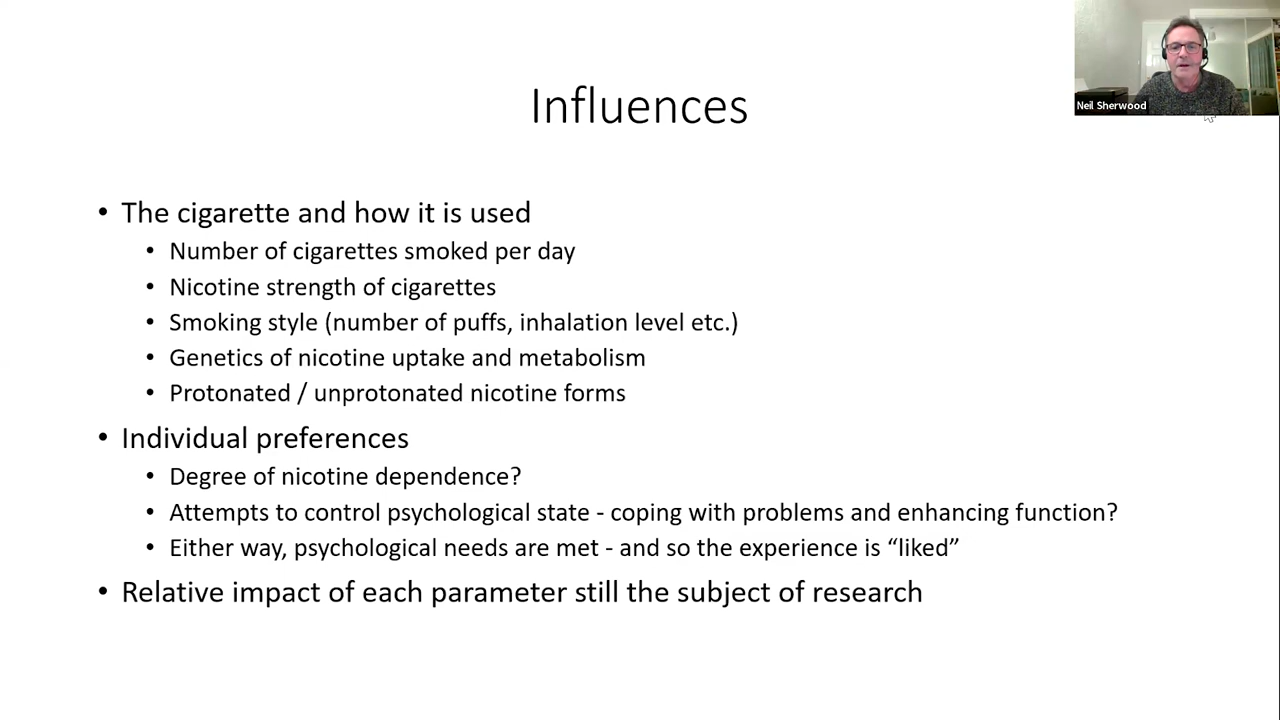 Neil Sherwood
Influences
• The cigarette and how it is used
• Number of cigarettes smoked per day
• Nicotine strength of cigarettes
• Smoking style (number of puffs, inhalation level etc.)
• Genetics of nicotine uptake and metabolism
• Protonated / unprotonated nicotine forms
• Individual preferences
• Degree of nicotine dependence?
• Attempts to control psychological state - coping with problems and enhancing function?
• Either way, psychological needs are met - and so the experience is “liked”
• Relative impact of each parameter still the subject of research